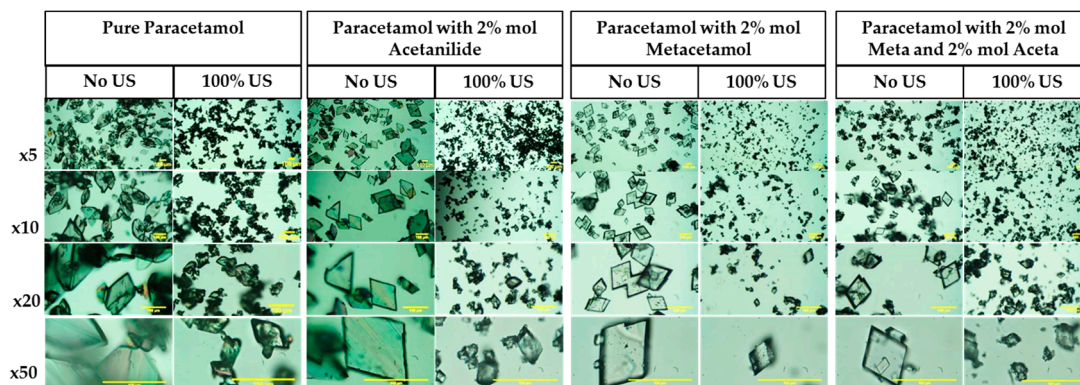 Pure Paracetamol
Paracetamol with 2% mol
Acetanilide
Paracetamol with 2% mol
Metacetamol
Paracetamol with 2% mol
Meta and 2% mol Aceta
No US
100% US
No US
100% US
No US
100% US
No US
100% US
x5
x10
x20
x50